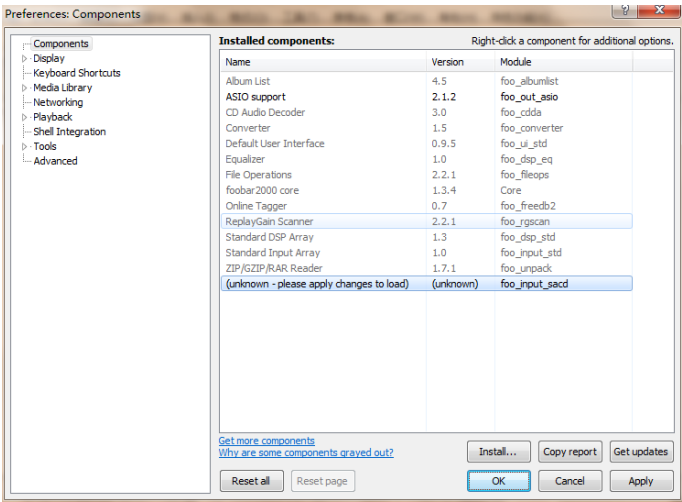 Preferences: Components
Components
Display
Keyboard Shortcuts
Media Library
Networking
Playback
Shell Integration
Tools
Advanced
Installed components: Right-click a component for additional options.
Name Version Module
Album List 4.5 foo_albumlist
ASIO support 2.1.2 foo_out_asio
CD Audio Decoder 3.0 foo_cdda
Converter 1.5 foo_converter
Default User Interface 0.9.5 foo_ui_std
Equalizer 1.0 foo_dsp_eq
File Operations 2.2.1 foo_fileops
foobar2000 core 1.3.4 Core
Online Tagger 0.7 foo_freedb2
ReplayGain Scanner 2.2.1 foo_rgscan
Standard DSP Array 1.3 foo_dsp_std
Standard Input Array 1.0 foo_input_std
ZIP/GZIP/RAR Reader 1.7.1 foo_unpack
(unknown - please apply changes to load) (unknown) foo_input_sacd
Get more components
Why are some components grayed out?
Install... Copy report Get updates
Reset all Reset page OK Cancel Apply